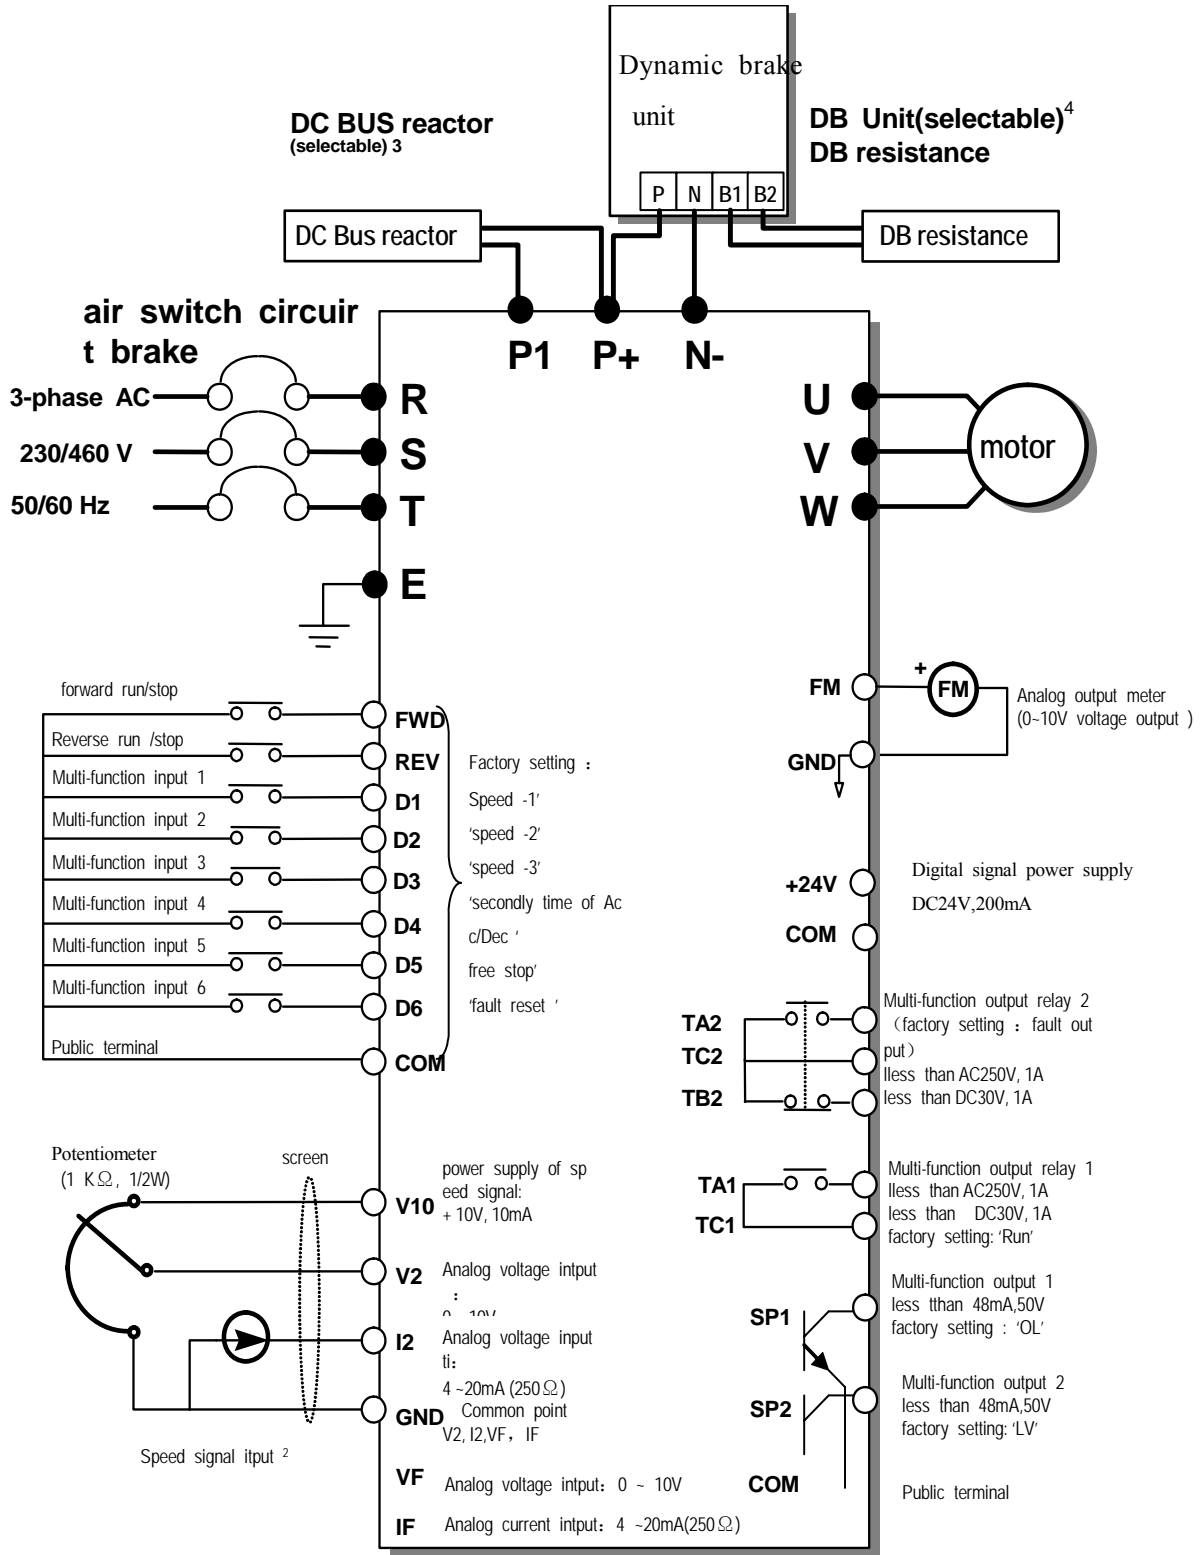 Dynamic brake
unit
DC BUS reactor
(selectable) 3
DB Unit(selectable)4
DB resistance
P N B1 B2
DC Bus reactor
DB resistance
air switch circuir
t brake
P1 P+ N-
3-phase AC
230/460 V
50/60 Hz
R
S
T
E
U
V
W
motor
forward run/stop
Reverse run /stop
Multi-function input 1
Multi-function input 2
Multi-function input 3
Multi-function input 4
Multi-function input 5
Multi-function input 6
Public terminal
FWD
REV
D1
D2
D3
D4
D5
D6
COM
Factory setting :
Speed -1'
'speed -2'
'speed -3'
'secondly time of Ac
c/Dec '
free stop'
'fault reset '
FM
+
FM
GND
Analog output meter
(0~10V voltage output )
+24V
COM
Digital signal power supply
DC24V,200mA
TA2
TC2
TB2
Multi-function output relay 2
（factory setting : fault out
put）
lless than AC250V, 1A
less than DC30V, 1A
TA1
TC1
Multi-function output relay 1
lless than AC250V, 1A
less than DC30V, 1A
factory setting: 'Run'
SP1
Multi-function output 1
less tthan 48mA,50V
factory setting : 'OL'
SP2
Multi-function output 2
less than 48mA,50V
factory setting: 'LV'
COM
Public terminal
Potentiometer
(1 KΩ, 1/2W)
screen
V10
power supply of sp
eed signal:
+ 10V, 10mA
V2
Analog voltage intput
:
0 10V
I2
Analog voltage input
ti:
4 ~20mA (250Ω)
GND
Common point
V2, I2,VF， IF
Speed signal itput 2
VF
Analog voltage intput: 0 ~ 10V
IF
Analog current intput: 4 ~20mA(250Ω)